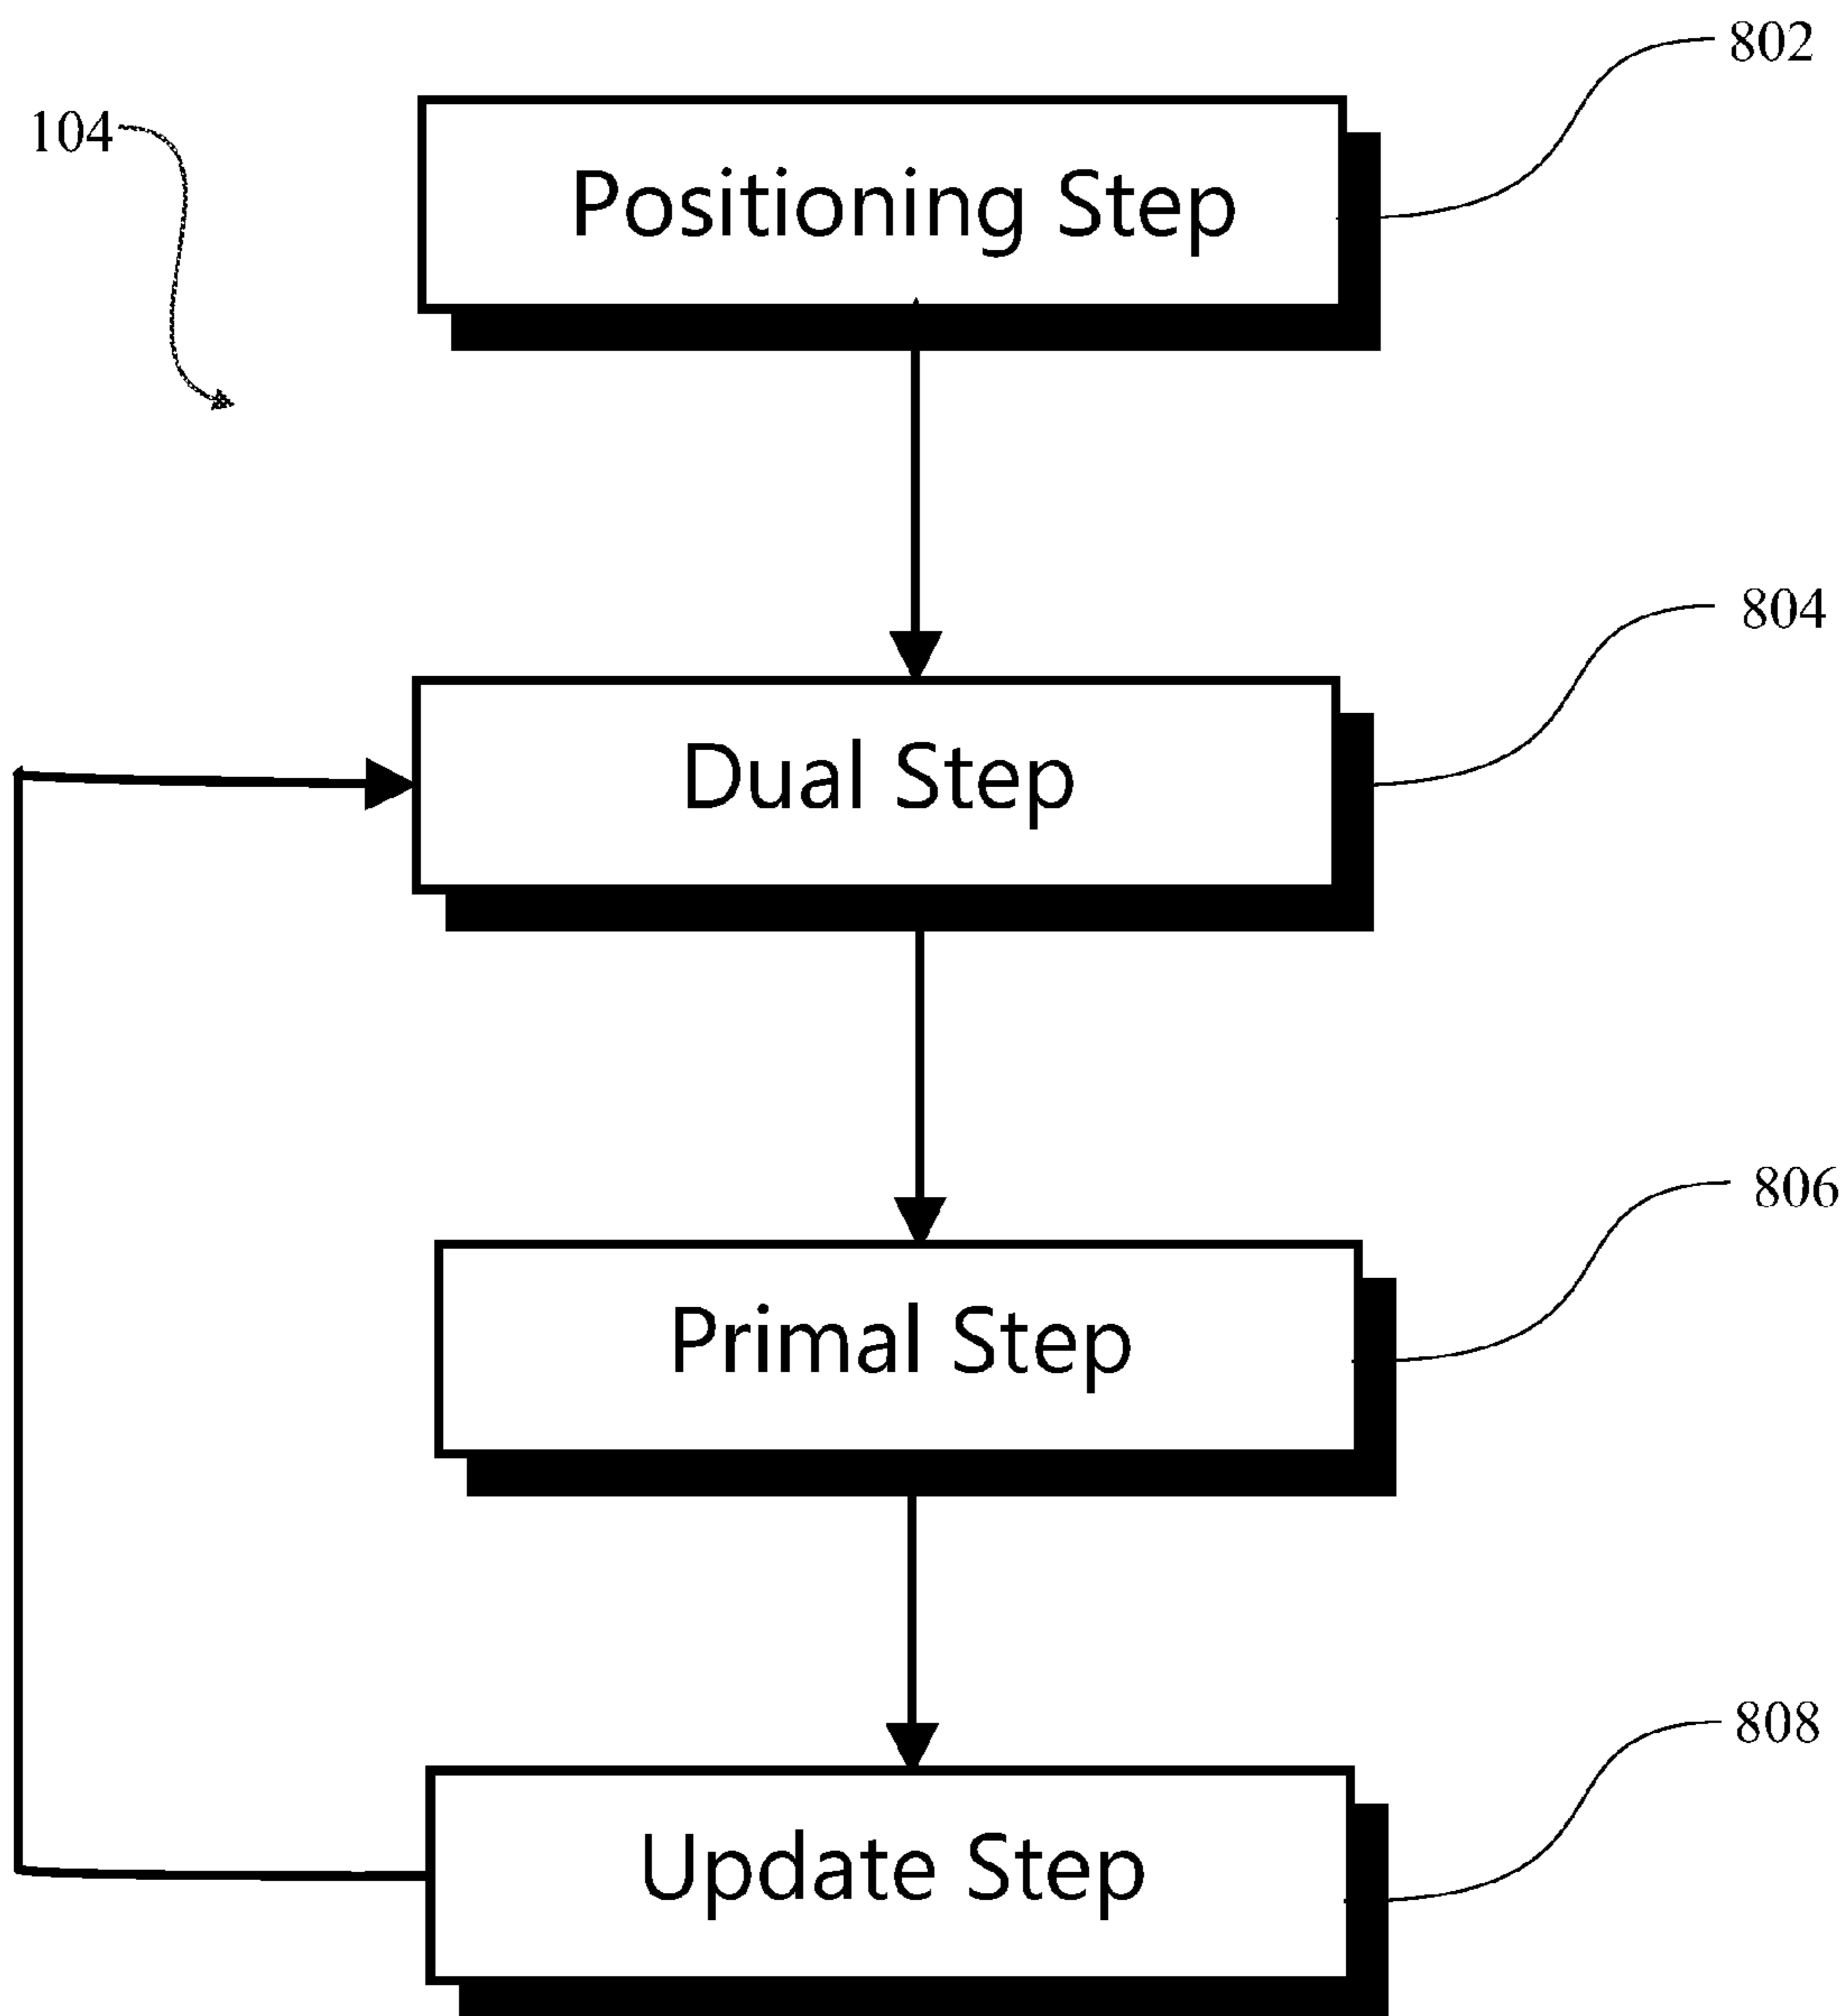 802
104
Positioning Step
804
Dual Step
806
Primal Step
808
Update Step